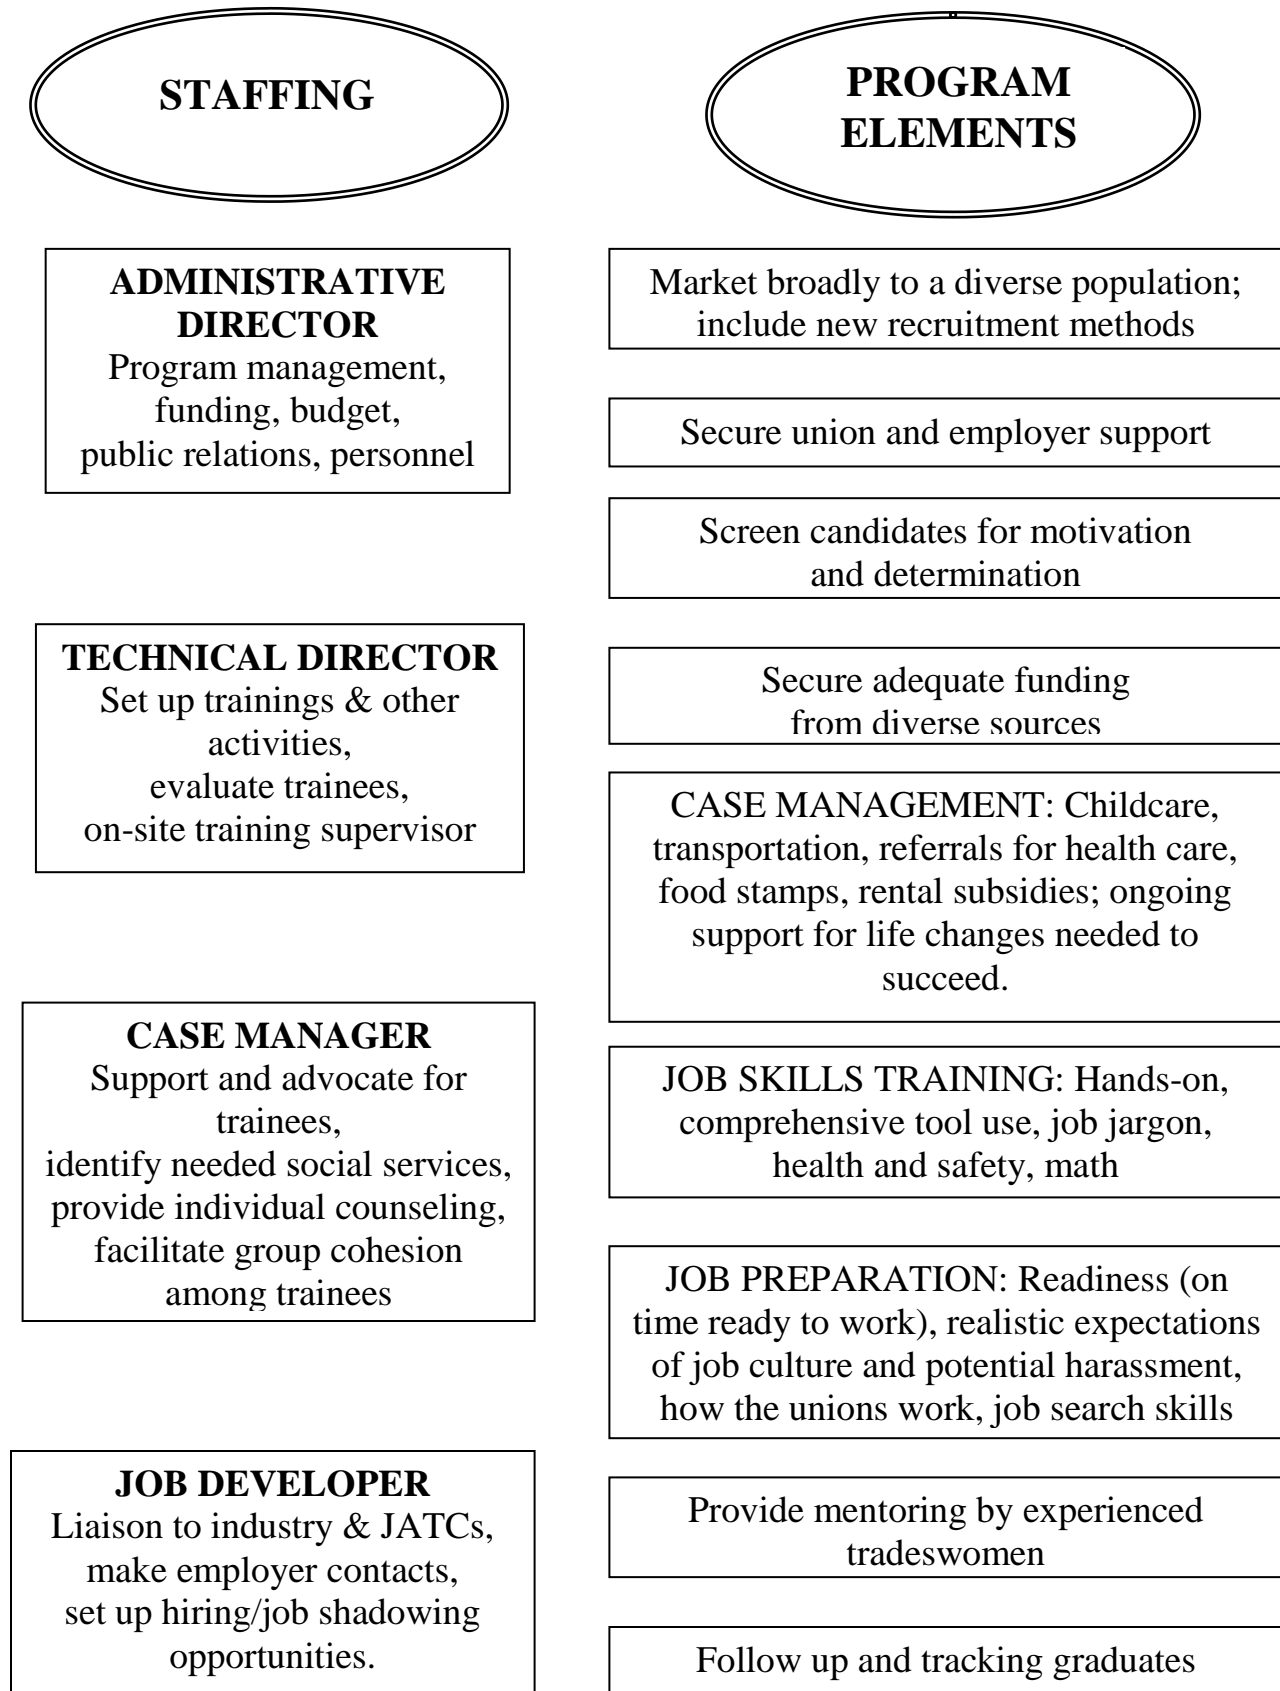 STAFFING
ADMINISTRATIVE
DIRECTOR
Program management,
funding, budget,
public relations, personnel
TECHNICAL DIRECTOR
Set up trainings & other
activities,
evaluate trainees,
on-site training supervisor
CASE MANAGER
Support and advocate for
trainees,
identify needed social services,
provide individual counseling,
facilitate group cohesion
among trainees
JOB DEVELOPER
Liaison to industry & JATCs,
make employer contacts,
set up hiring/job shadowing
opportunities.
PROGRAM
ELEMENTS
Market broadly to a diverse population;
include new recruitment methods
Secure union and employer support
Screen candidates for motivation
and determination
Secure adequate funding
from diverse sources
CASE MANAGEMENT: Childcare,
transportation, referrals for health care,
food stamps, rental subsidies; ongoing
support for life changes needed to
succeed.
JOB SKILLS TRAINING: Hands-on,
comprehensive tool use, job jargon,
health and safety, math
JOB PREPARATION: Readiness (on
time ready to work), realistic expectations
of job culture and potential harassment,
how the unions work, job search skills
Provide mentoring by experienced
tradeswomen
Follow up and tracking graduates